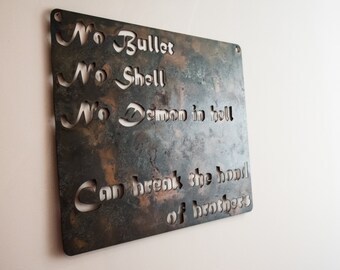 No Bullet
No Shell
No Demon in hell
Can break the bond
of brothers